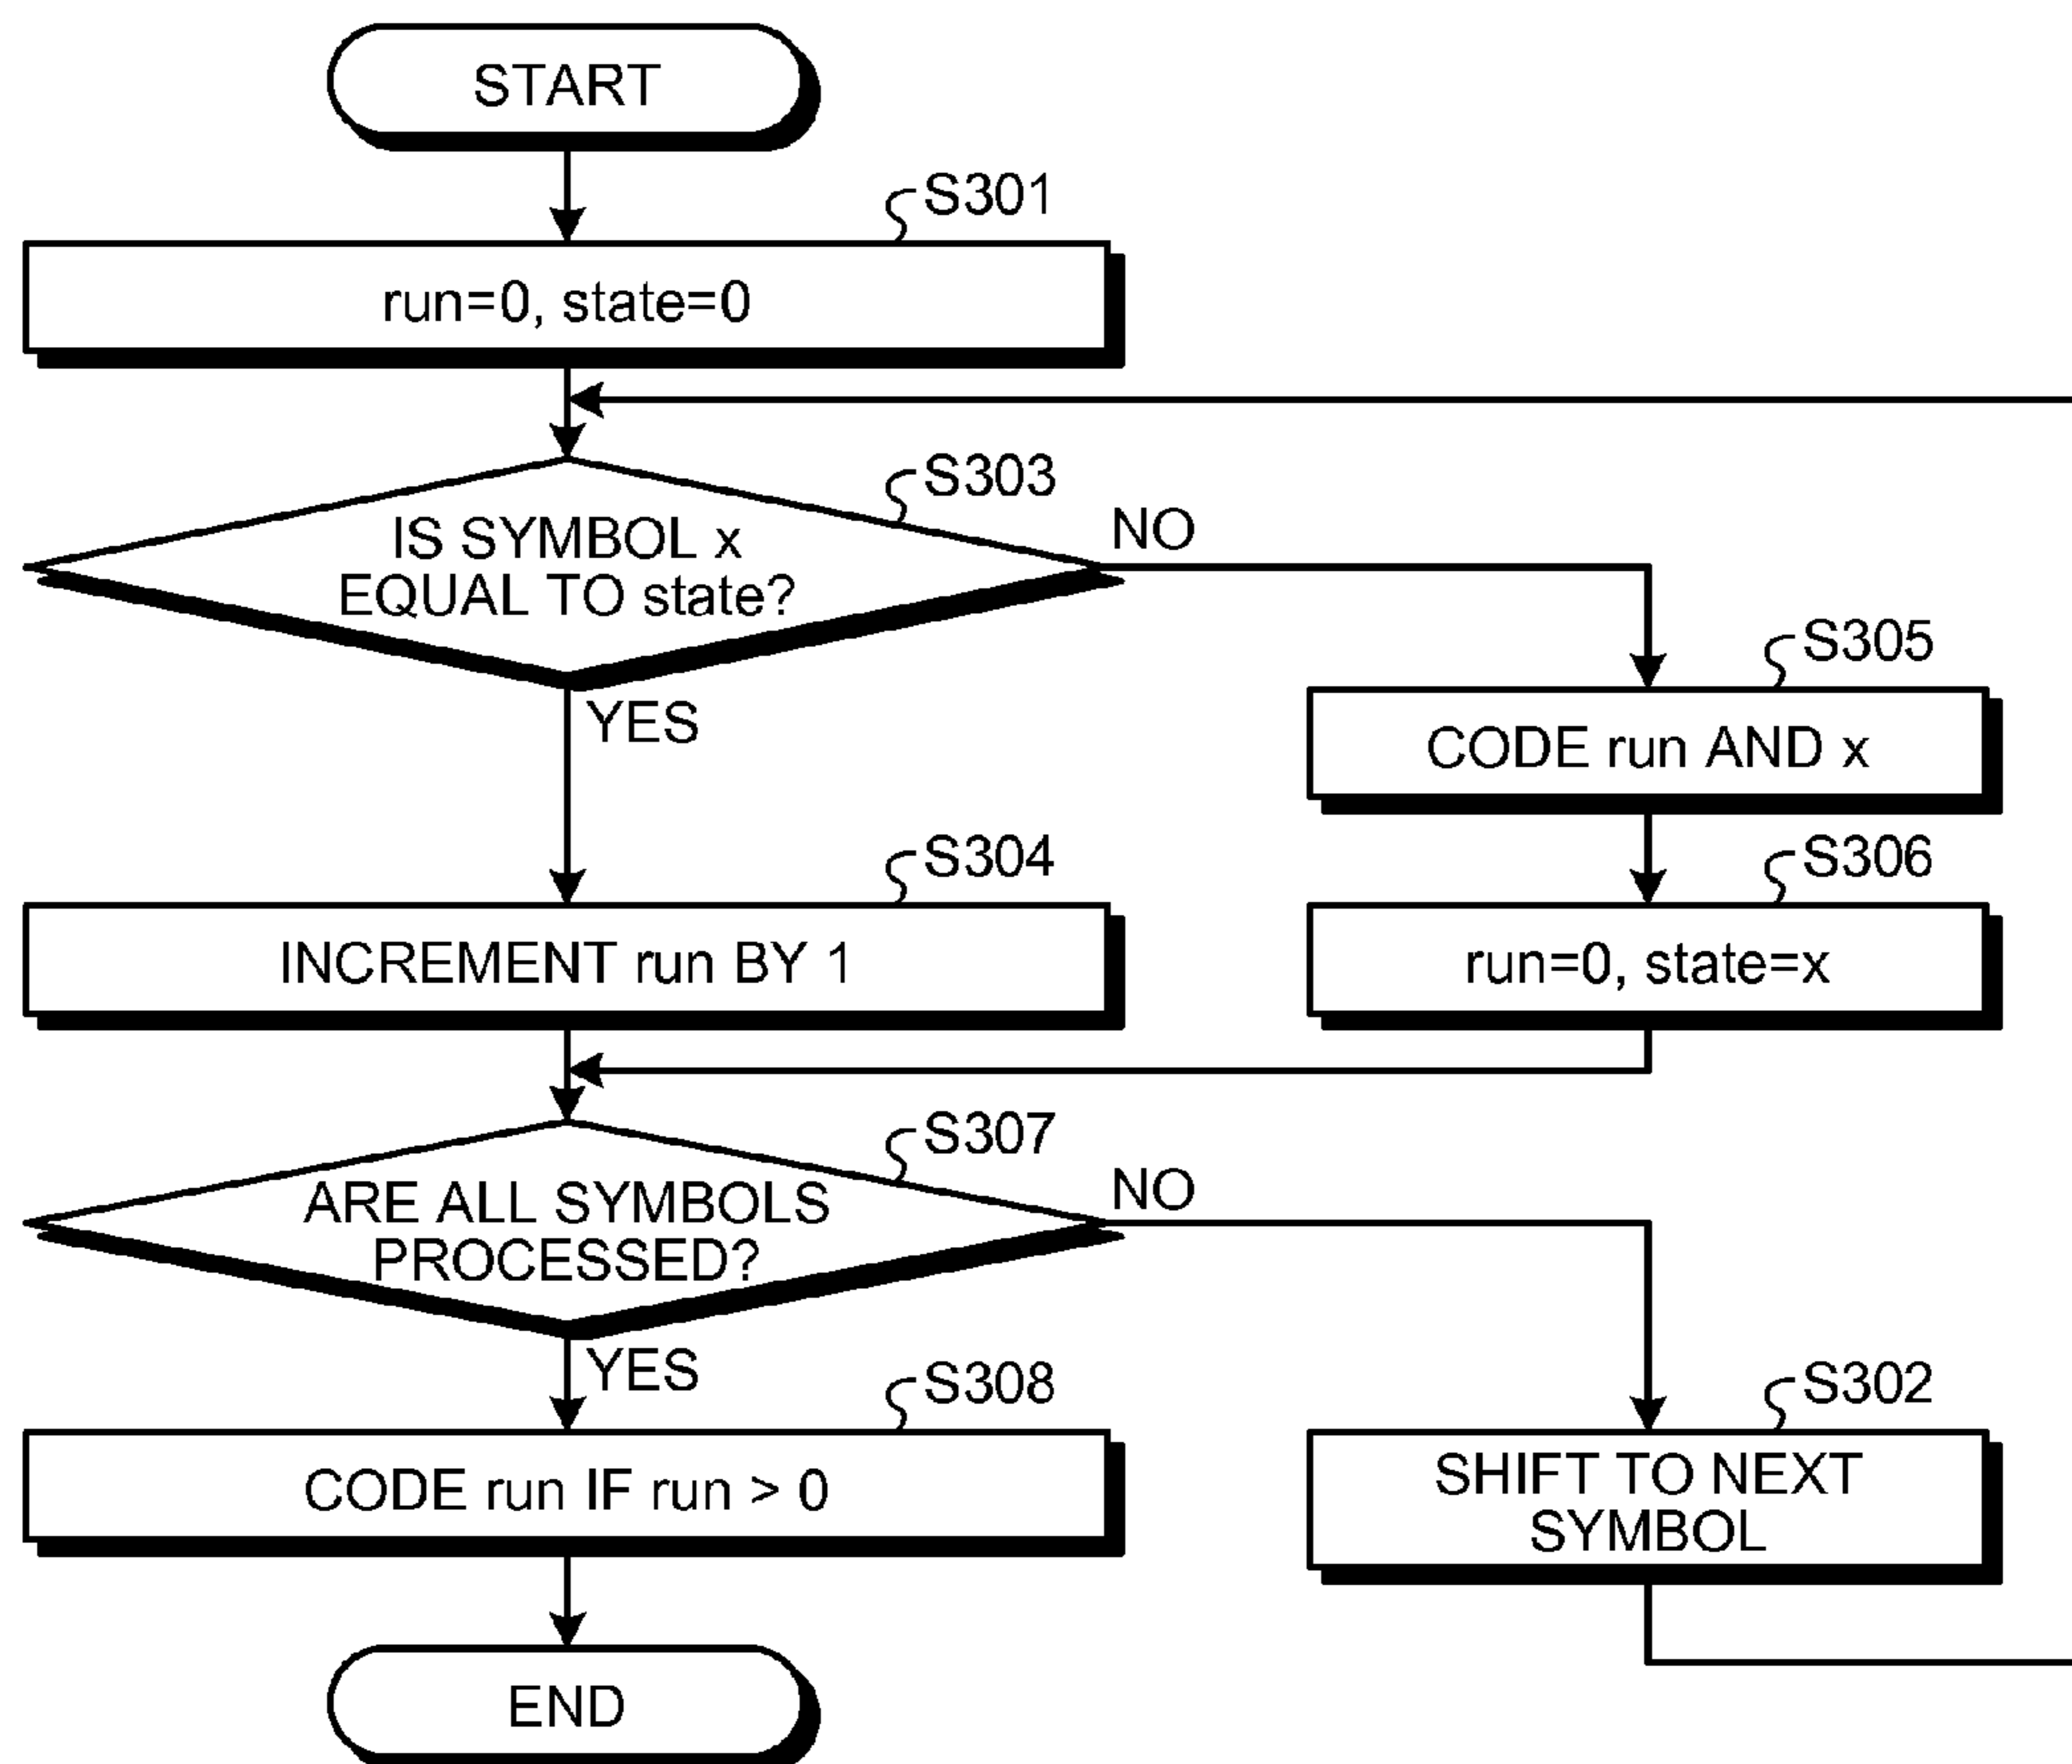 START
S301
run=0, state=0
S303
IS SYMBOL x
EQUAL TO state?
NO
YES
S305
CODE run AND x
S304
INCREMENT run BY 1
S306
run=0, state=x
S307
ARE ALL SYMBOLS
PROCESSED?
NO
YES
S308
CODE run IF run > 0
S302
SHIFT TO NEXT
SYMBOL
END